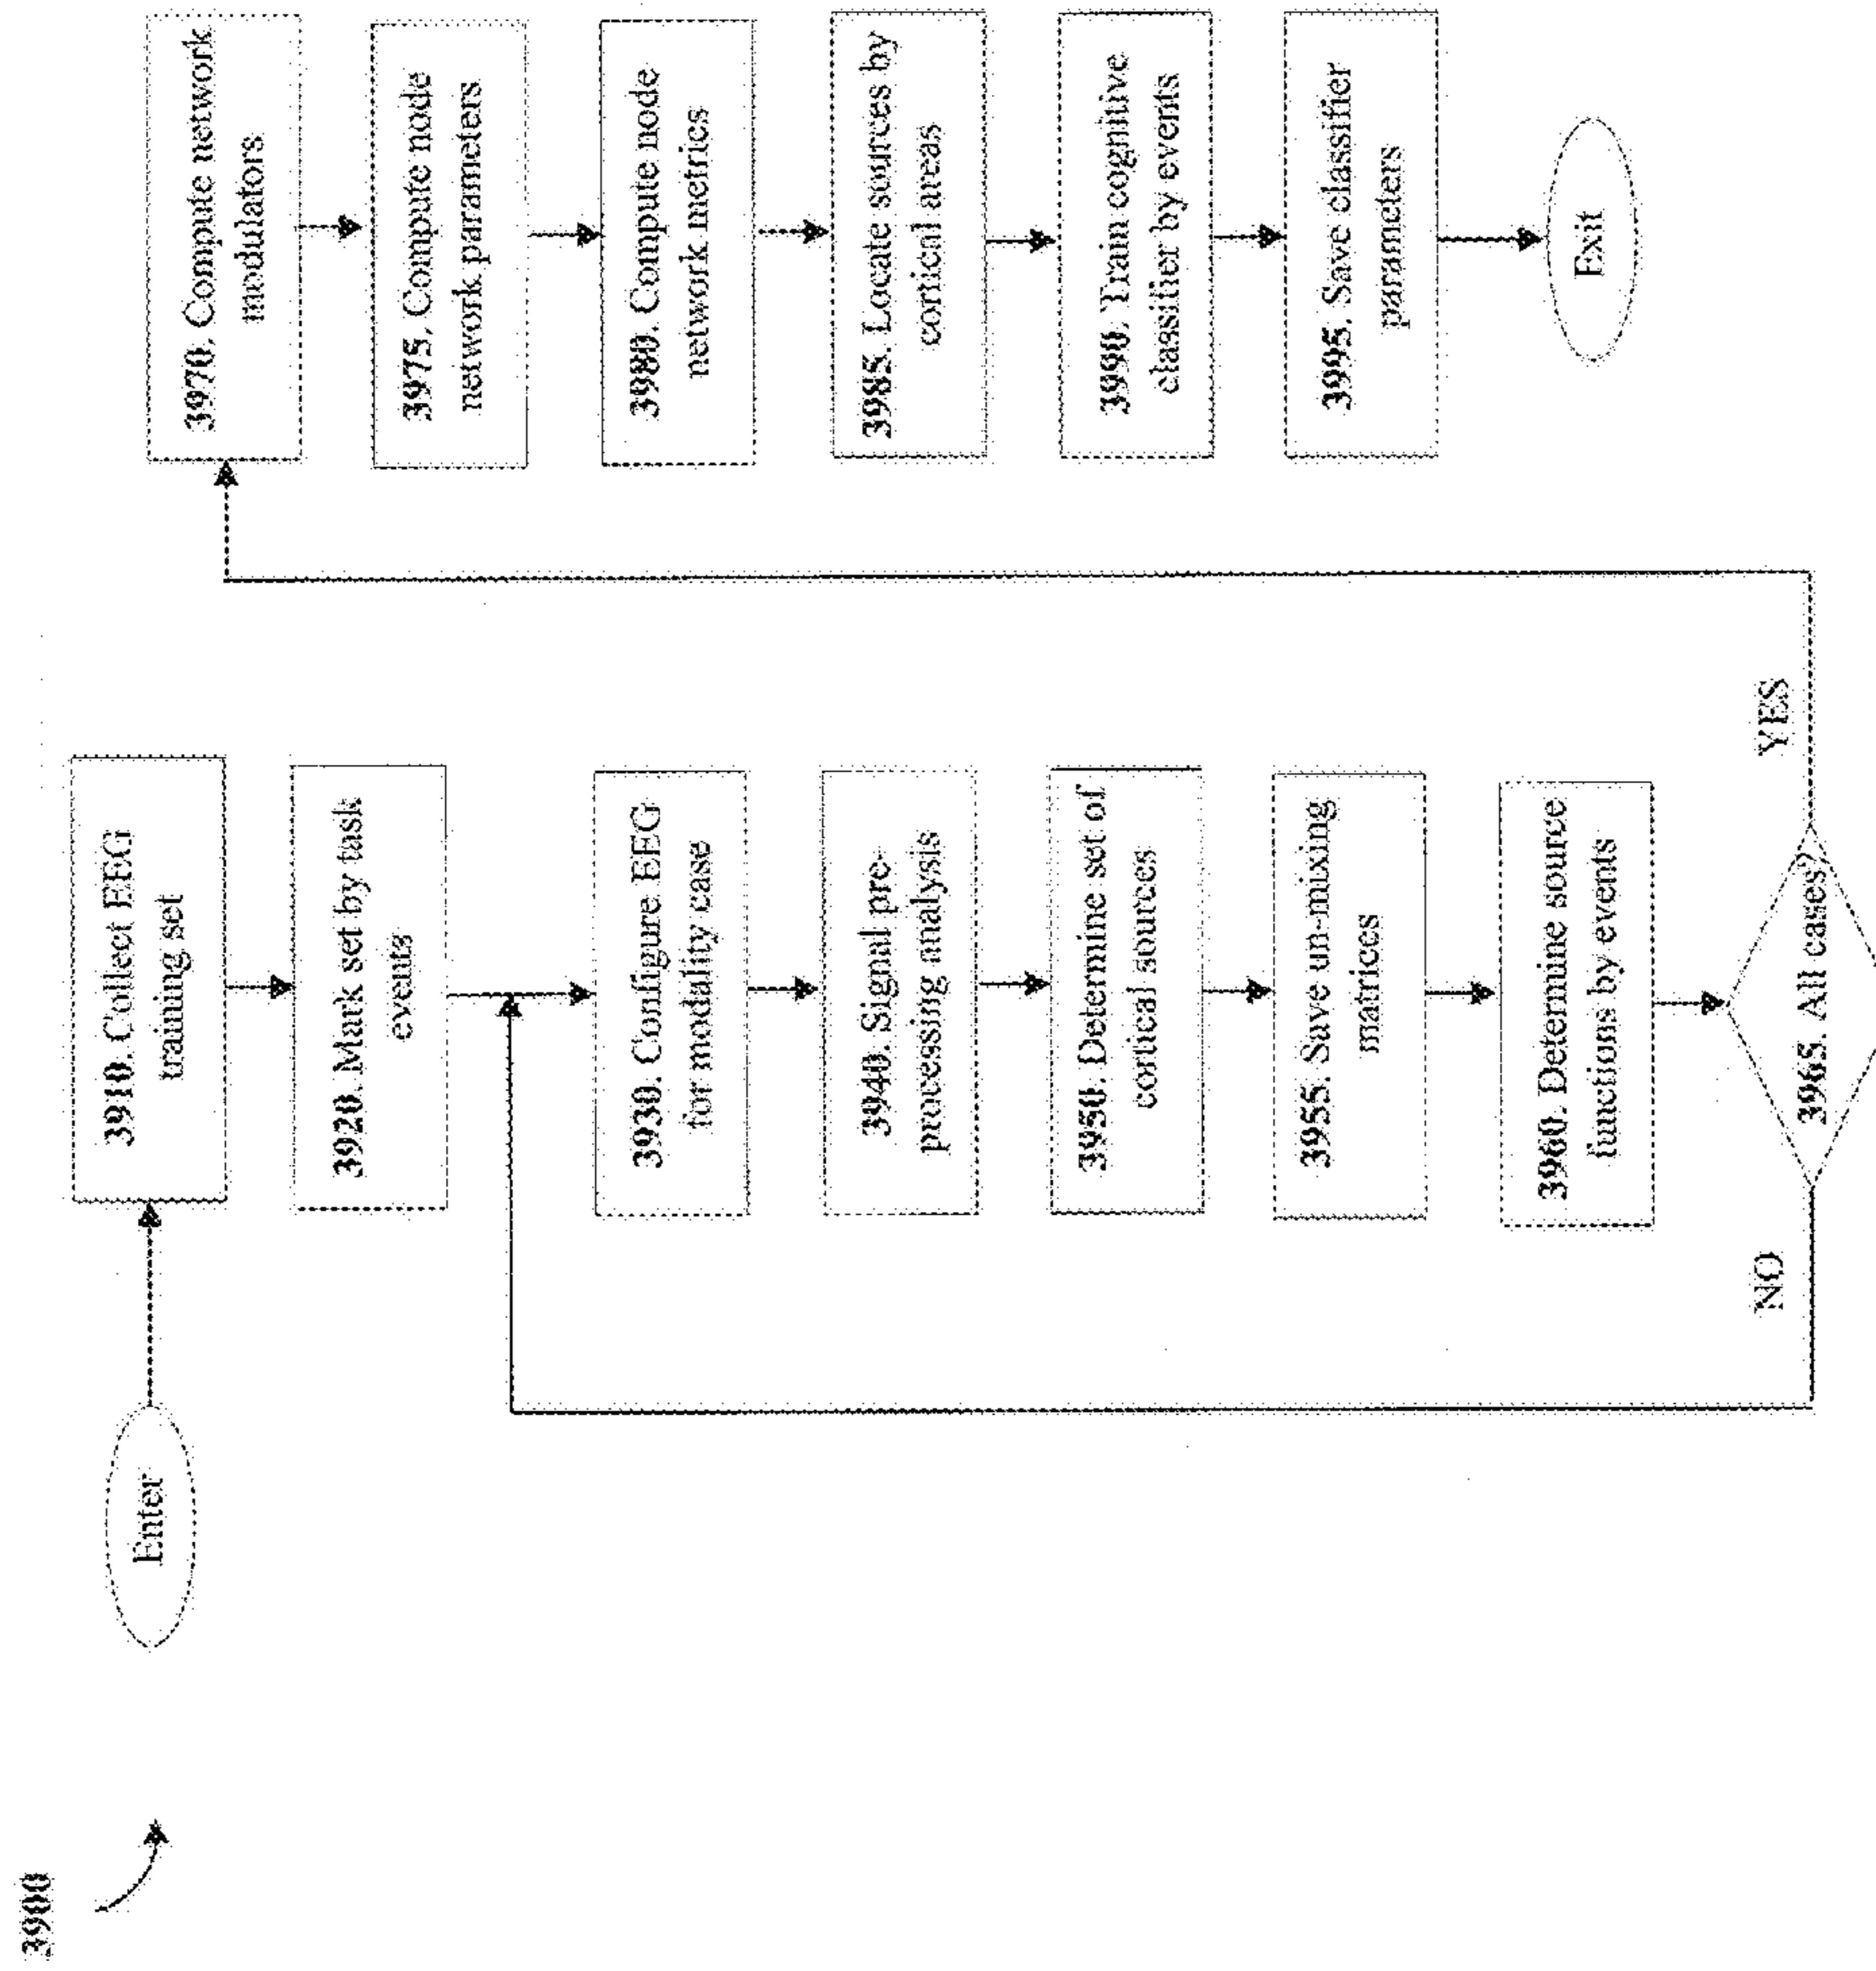 3900
Enter
3910. Collect EEG
training set
3920. Mark set by task
events
3930. Configure EEG
for modality case
3940. Signal pre-
processing analysis
3950. Determine set of
cortical sources
3955. Save un-mixing
matrices
3960. Determine source
functions by events
3965. All cases?
NO
YES
3970. Compute network
modulators
3975. Compute node
network parameters
3980. Compute node
network metrics
3985. Locate sources by
cortical areas
3990. Train cognitive
classifier by events
3995. Save classifier
parameters
Exit